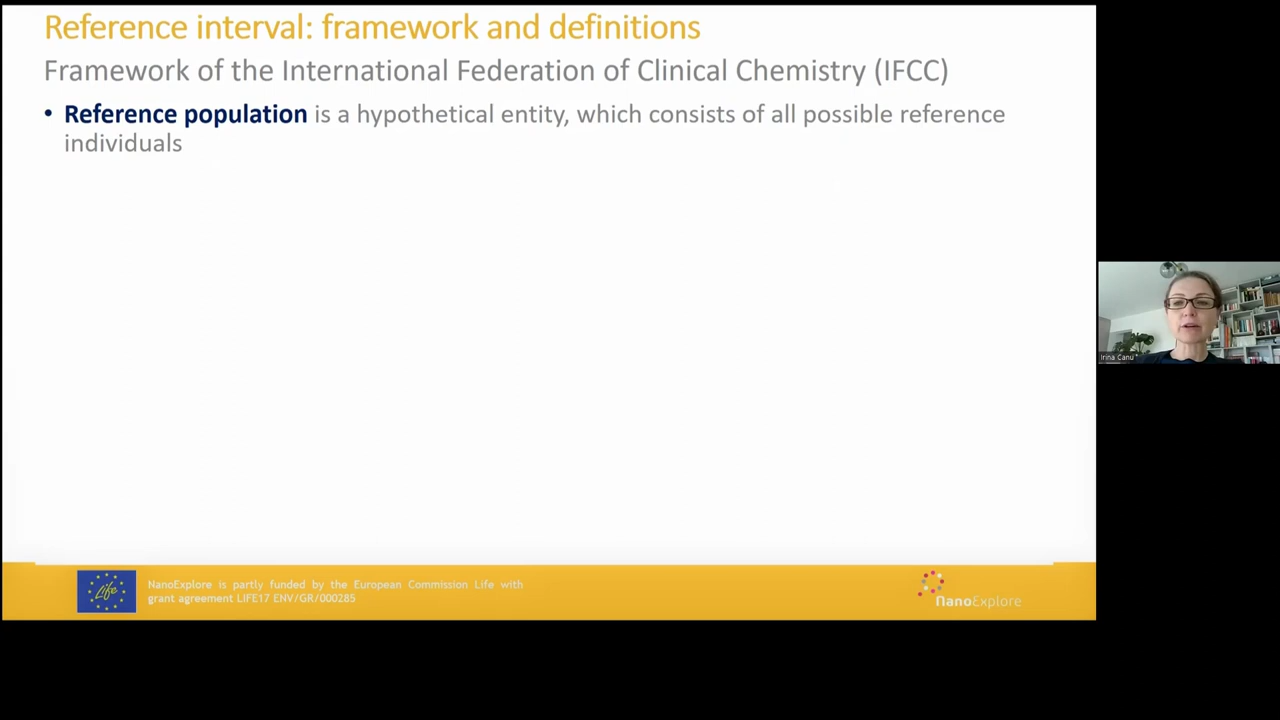 Reference interval: framework and definitions
Framework of the International Federation of Clinical Chemistry (IFCC)
• Reference population is a hypothetical entity, which consists of all possible reference
individuals
Irina Canu
Life
NanoExplore is partly funded by the European Commission Life with
grant agreement LIFE17 ENV/GR/000285
NanoExplore